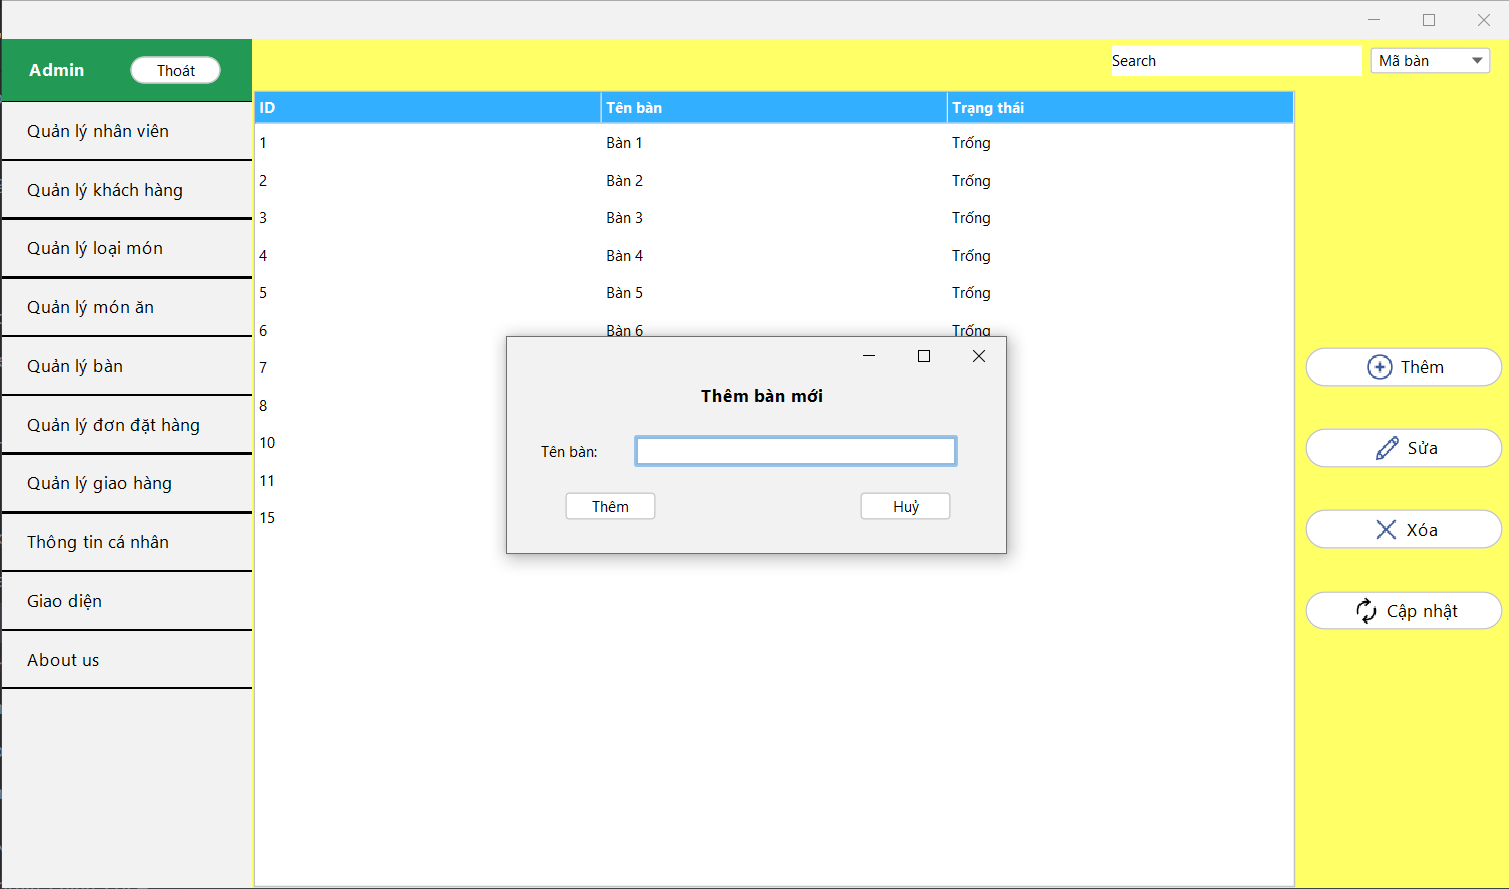 Admin
Thoát
Search
Mã bàn
Quản lý nhân viên
Quản lý khách hàng
Quản lý loại món
Quản lý món ăn
Quản lý bàn
Quản lý đơn đặt hàng
Quản lý giao hàng
Thông tin cá nhân
Giao diện
About us
ID Tên bàn Trạng thái
1 Bàn 1 Trống
2 Bàn 2 Trống
3 Bàn 3 Trống
4 Bàn 4 Trống
5 Bàn 5 Trống
6 Bàn 6 Trống
7
8
10
11
15
Thêm bàn mới
Tên bàn:
Thêm
Huỷ
Thêm
Sửa
Xóa
Cập nhật